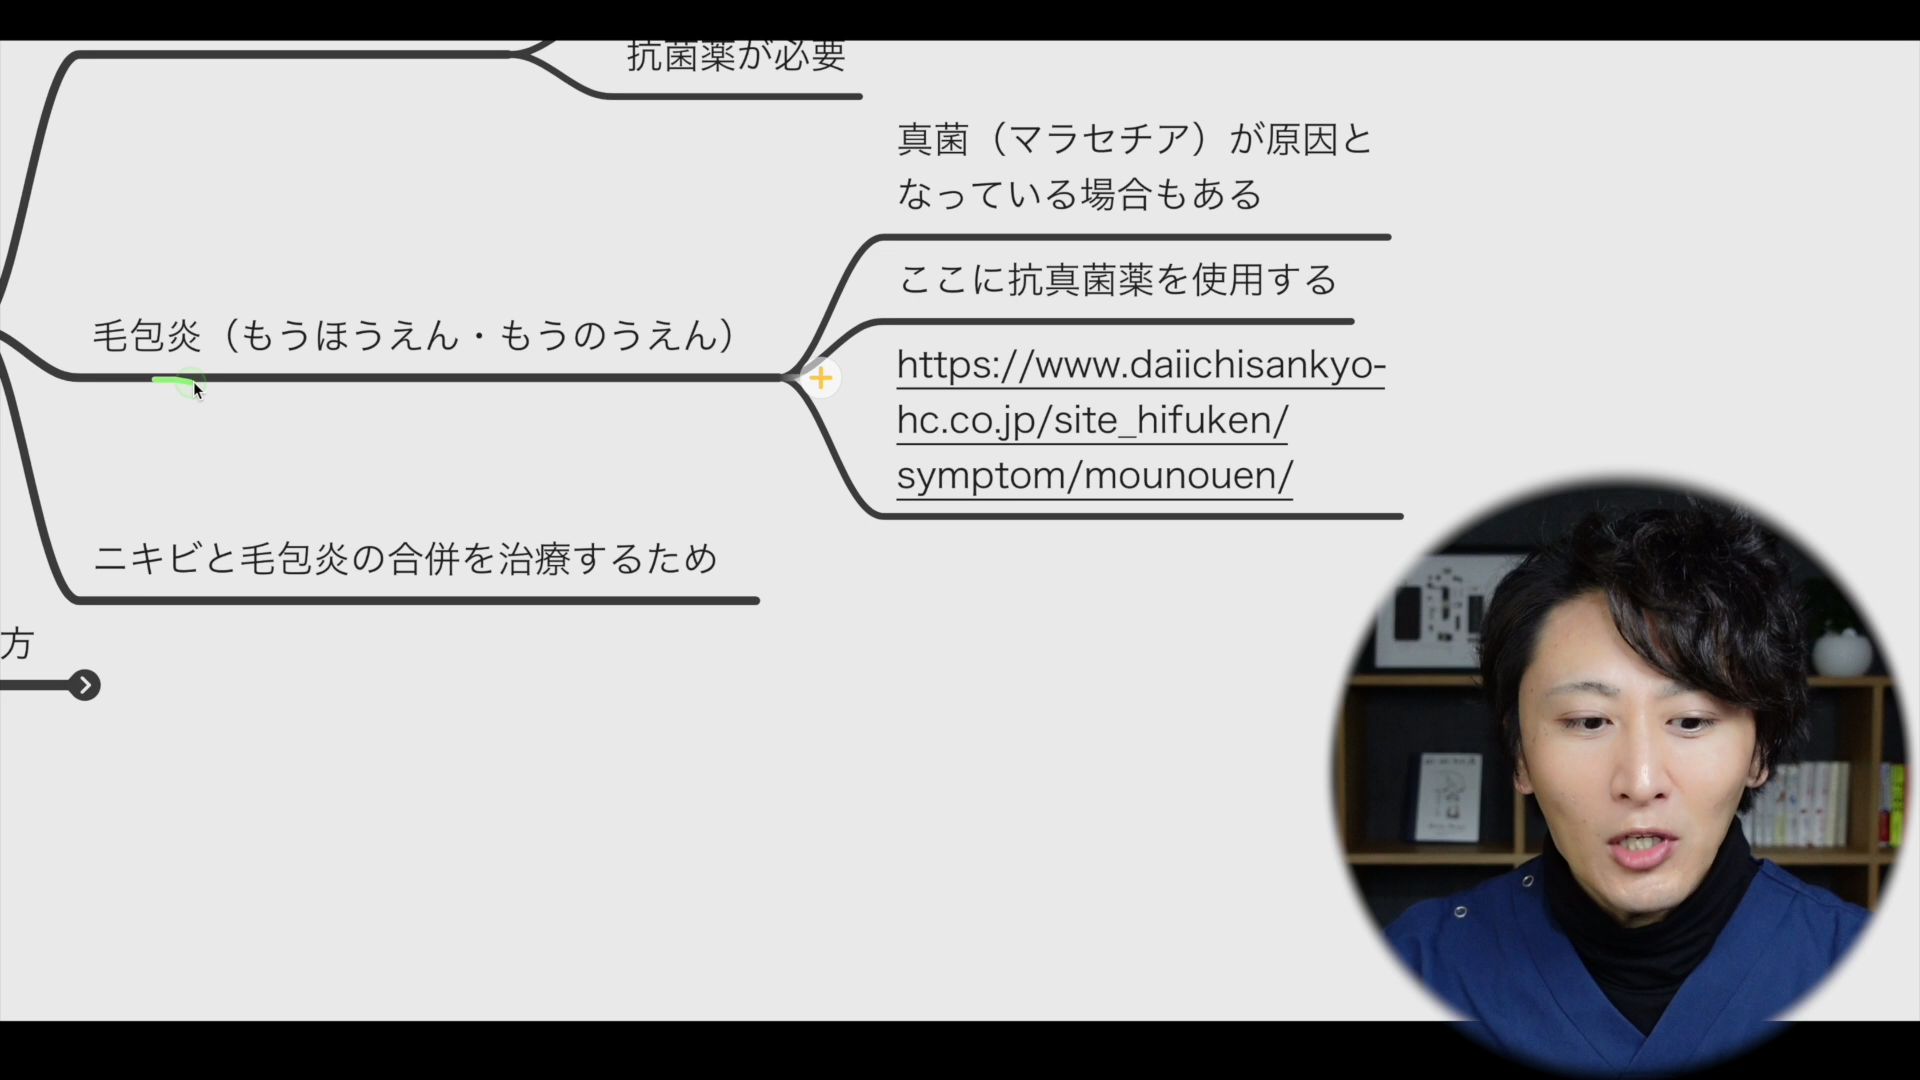 抗菌薬が必要
真菌（マラセチア）が原因と
なっている場合もある
ここに抗真菌薬を使用する
毛包炎（もうほうえん・もうのうえん）
https://www.daiichisankyo-
hc.co.jp/site_hifuken/
symptom/mounouen/
ニキビと毛包炎の合併を治療するため
方